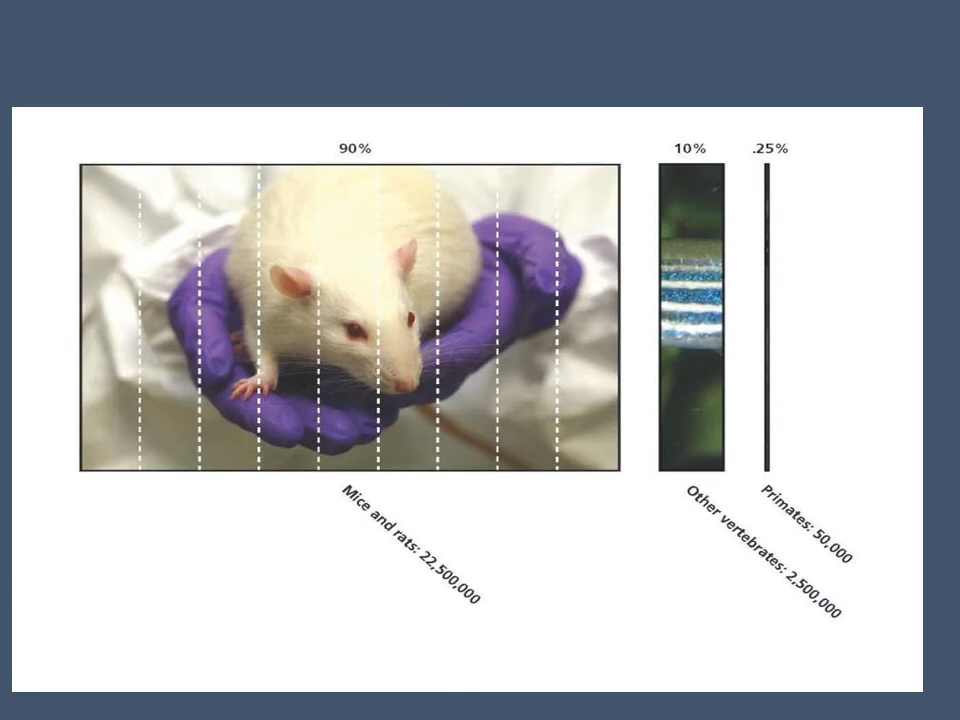 90%
10%
.25%
Mice and rats: 22,500,000
Other vertebrates: 2,500,000
Primates: 50,000